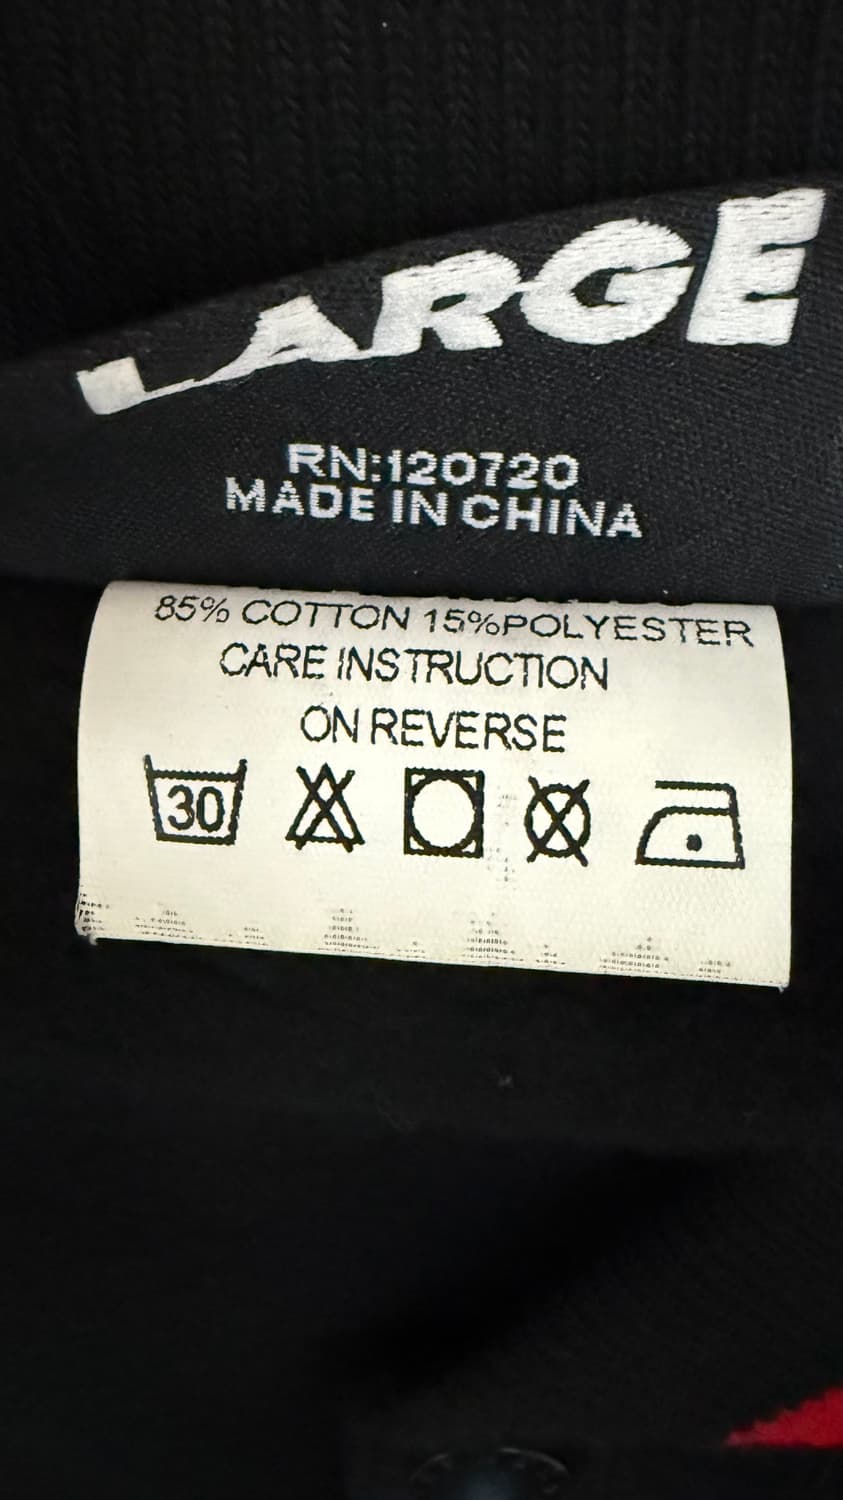 LARGE
RN:120720
MADE IN CHINA
85% COTTON 15%POLYESTER
CARE INSTRUCTION
ON REVERSE
30